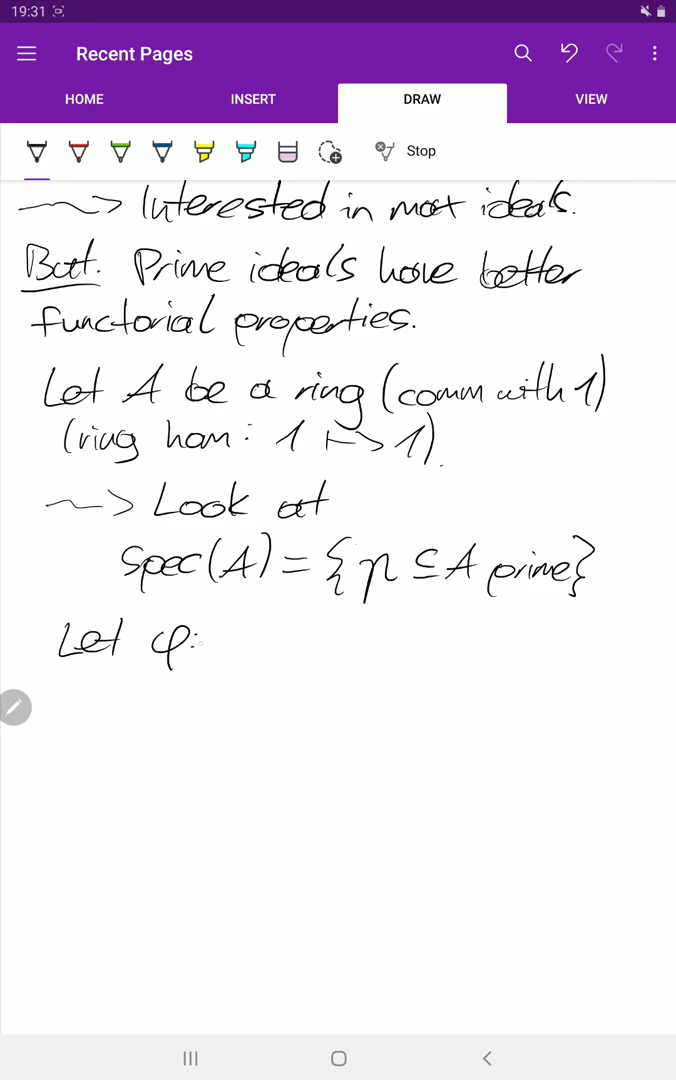 19:31
Recent Pages
HOME INSERT DRAW VIEW
Stop
~~> Interested in max ideals.
But. Prime ideals have better
functorial properties.
Let A be a ring (comm with 1)
(ring hom: 1 ↦ 1).
~~> Look at
Spec(A) = {p ⊆ A prime}
Let φ: